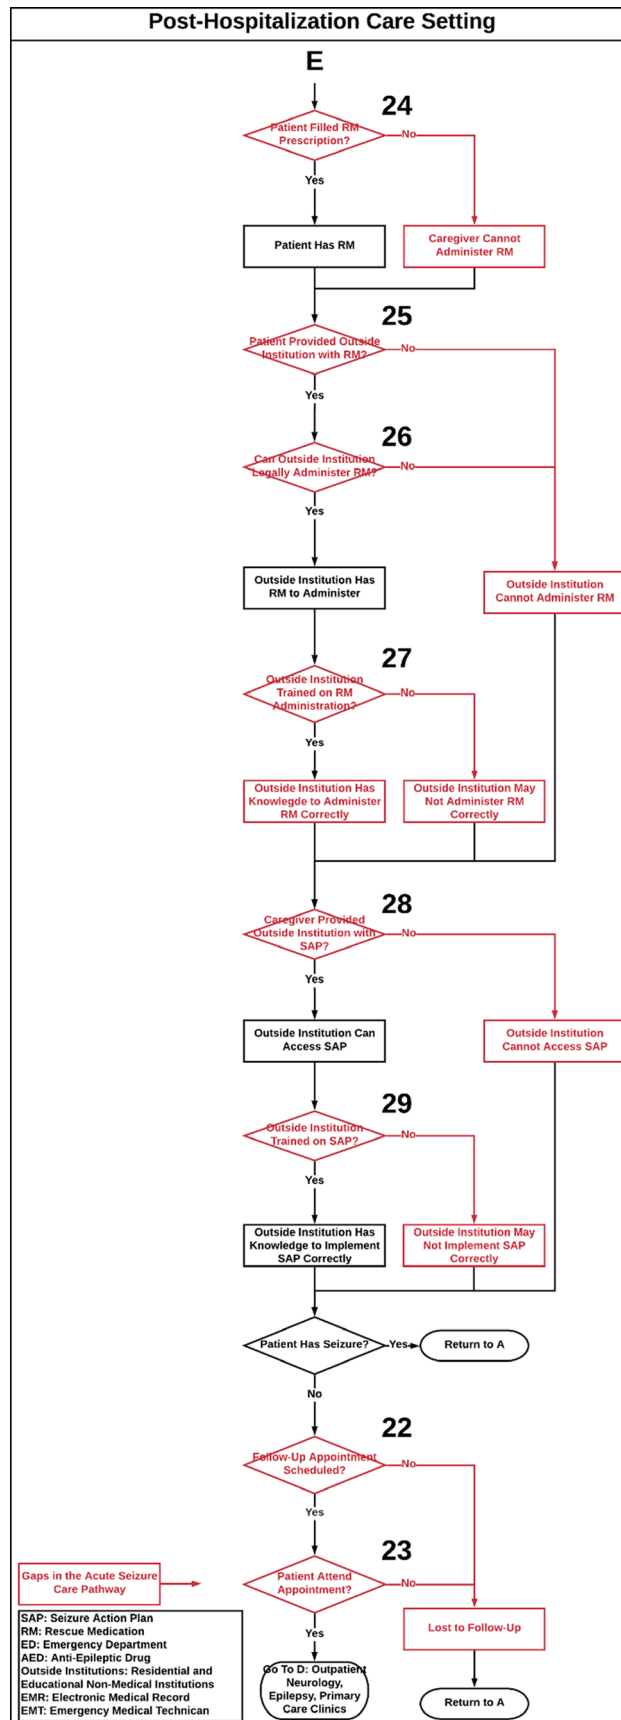 Post-Hospitalization Care Setting
E
24
Patient Filled RM
Prescription?
No
Yes
Patient Has RM
Caregiver Cannot
Administer RM
25
Patient Provided Outside
Institution with RM?
No
Yes
26
Can Outside Institution
Legally Administer RM?
No
Yes
Outside Institution Has
RM to Administer
Outside Institution
Cannot Administer RM
27
Outside Institution
Trained on RM
Administration?
No
Yes
Outside Institution Has
Knowlegde to Administer
RM Correctly
Outside Institution May
Not Administer RM
Correctly
28
Caregiver Provided
Outside Institution with
SAP?
No
Yes
Outside Institution Can
Access SAP
Outside Institution
Cannot Access SAP
29
Outside Institution
Trained on SAP?
No
Yes
Outside Institution Has
Knowledge to Implement
SAP Correctly
Outside Institution May
Not Implement SAP
Correctly
Patient Has Seizure?
Yes
Return to A
No
22
Follow-Up Appointment
Scheduled?
No
Yes
23
Patient Attend
Appointment?
No
Yes
Gaps in the Acute Seizure
Care Pathway
Lost to Follow-Up
Go To D: Outpatient
Neurology,
Epilepsy, Primary
Care Clinics
Return to A
SAP: Seizure Action Plan
RM: Rescue Medication
ED: Emergency Department
AED: Anti-Epileptic Drug
Outside Institutions: Residential and
Educational Non-Medical Institutions
EMR: Electronic Medical Record
EMT: Emergency Medical Technican